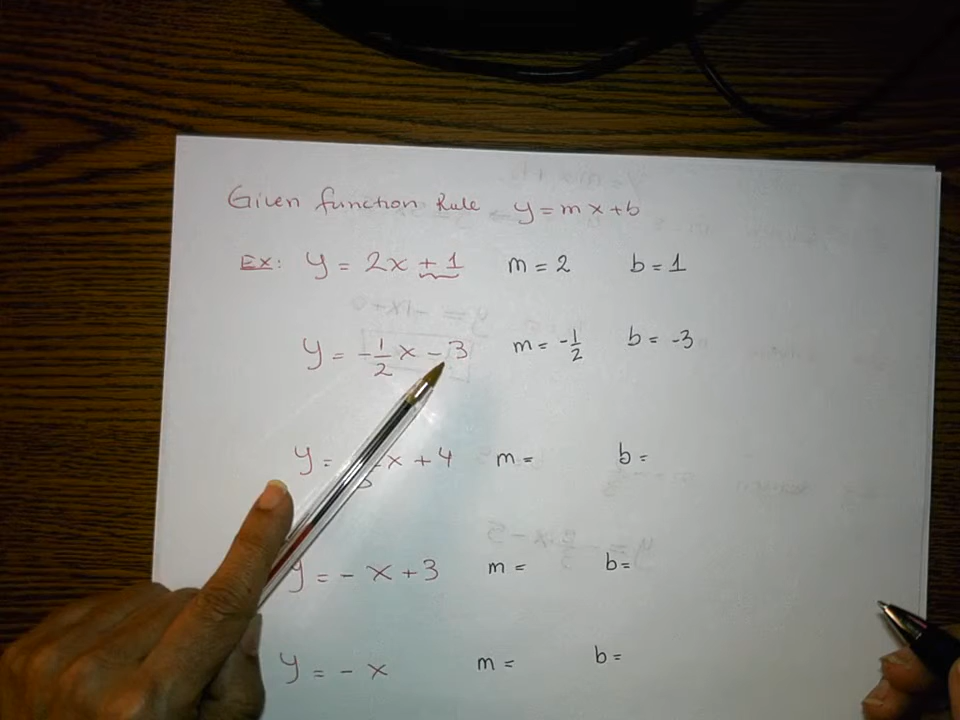 Given function Rule y = mx+b
Ex: y = 2x + 1 m = 2 b = 1
y = -1/2 x - 3 m = -1/2 b = -3
y = x + 4 m = b =
y = - x + 3 m = b =
y = - x m = b =